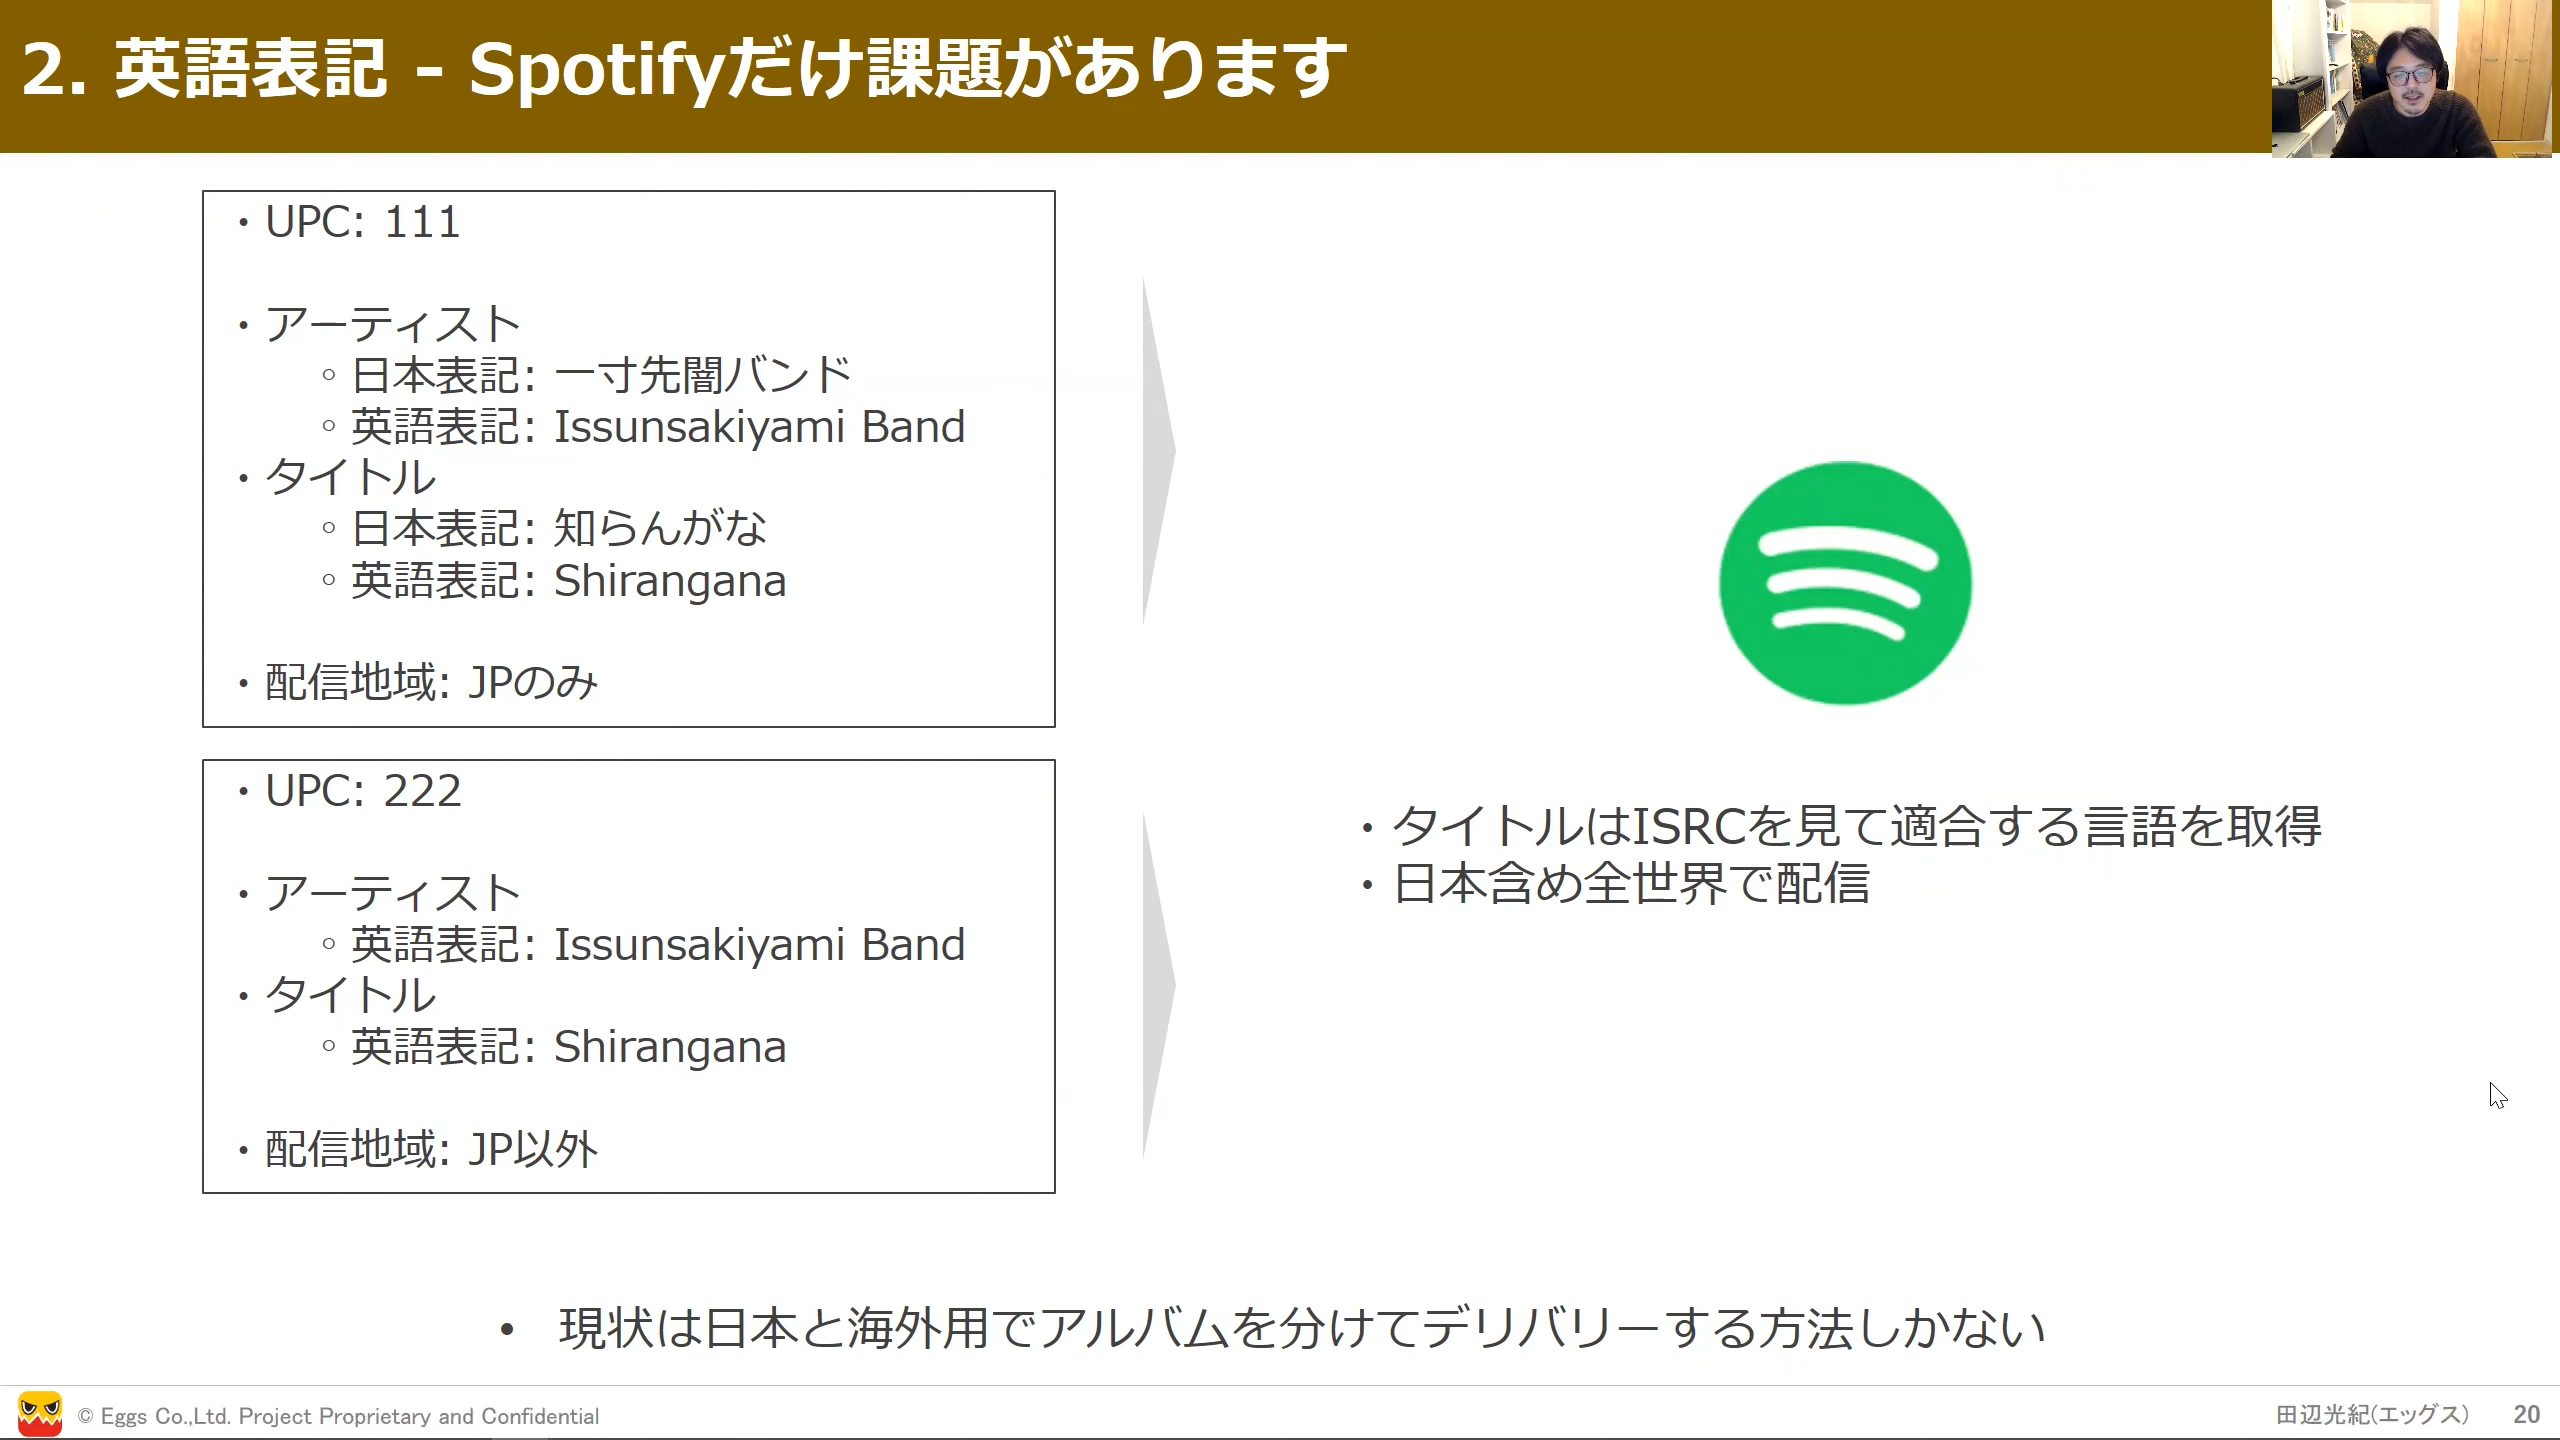 2. 英語表記 - Spotifyだけ課題があります
・UPC: 111
・アーティスト
◦ 日本表記: 一寸先闇バンド
◦ 英語表記: Issunsakiyami Band
・タイトル
◦ 日本表記: 知らんがな
◦ 英語表記: Shirangana
・配信地域: JPのみ
・UPC: 222
・アーティスト
◦ 英語表記: Issunsakiyami Band
・タイトル
◦ 英語表記: Shirangana
・配信地域: JP以外
・タイトルはISRCを見て適合する言語を取得
・日本含め全世界で配信
• 現状は日本と海外用でアルバムを分けてデリバリーする方法しかない
© Eggs Co.,Ltd. Project Proprietary and Confidential
田辺光紀(エッグス) 20